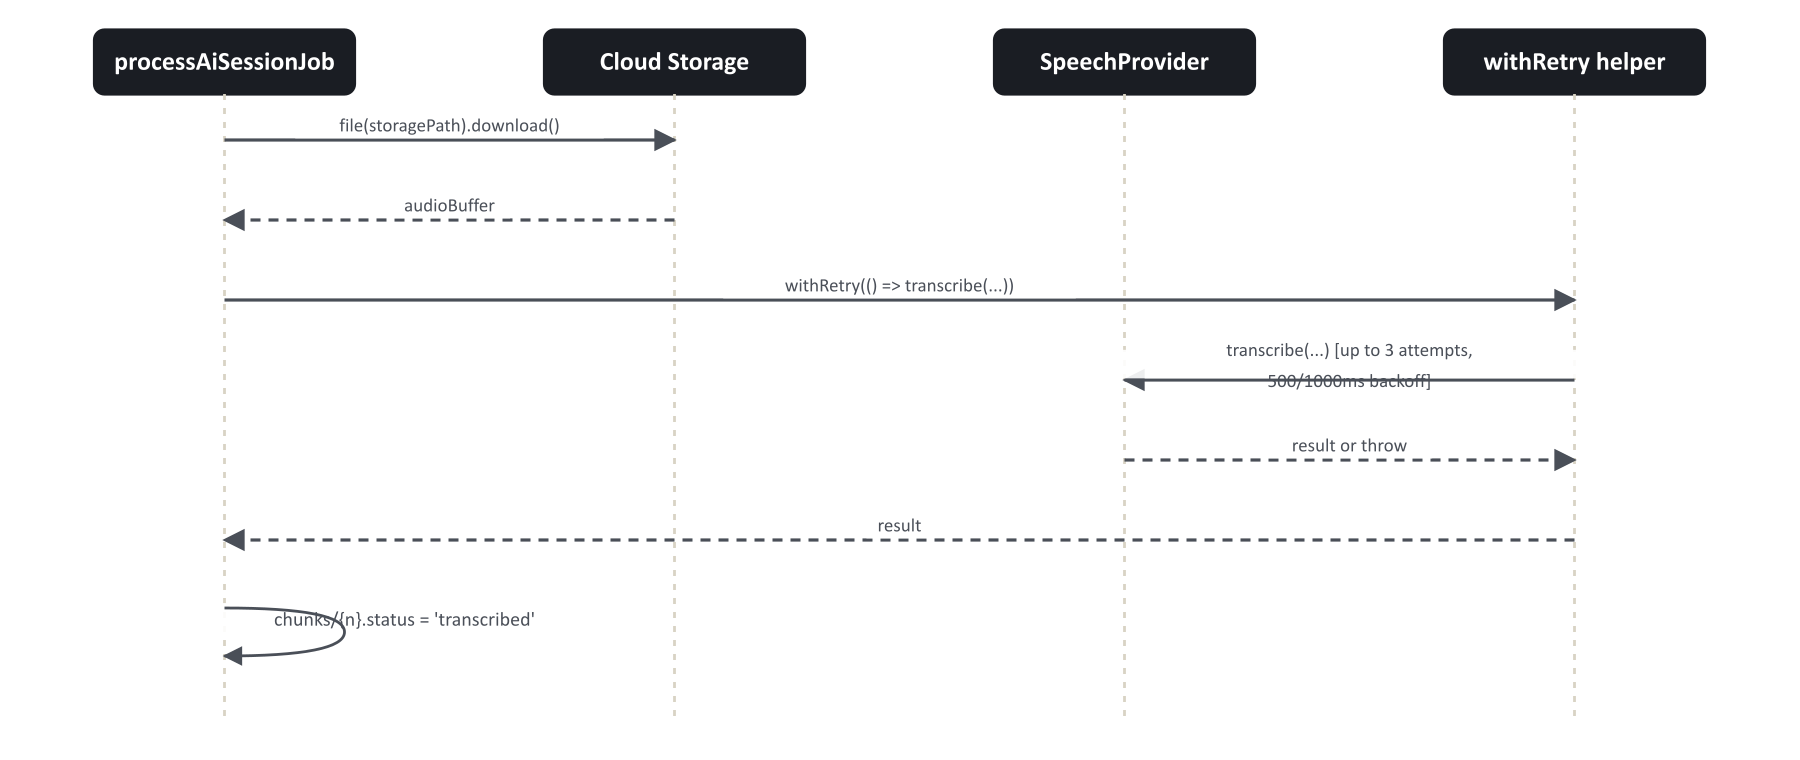 processAiSessionJob
Cloud Storage
SpeechProvider
withRetry helper
file(storagePath).download()
audioBuffer
withRetry(() => transcribe(...))
transcribe(...) [up to 3 attempts,
500/1000ms backoff]
result or throw
result
chunks/{n}.status = 'transcribed'